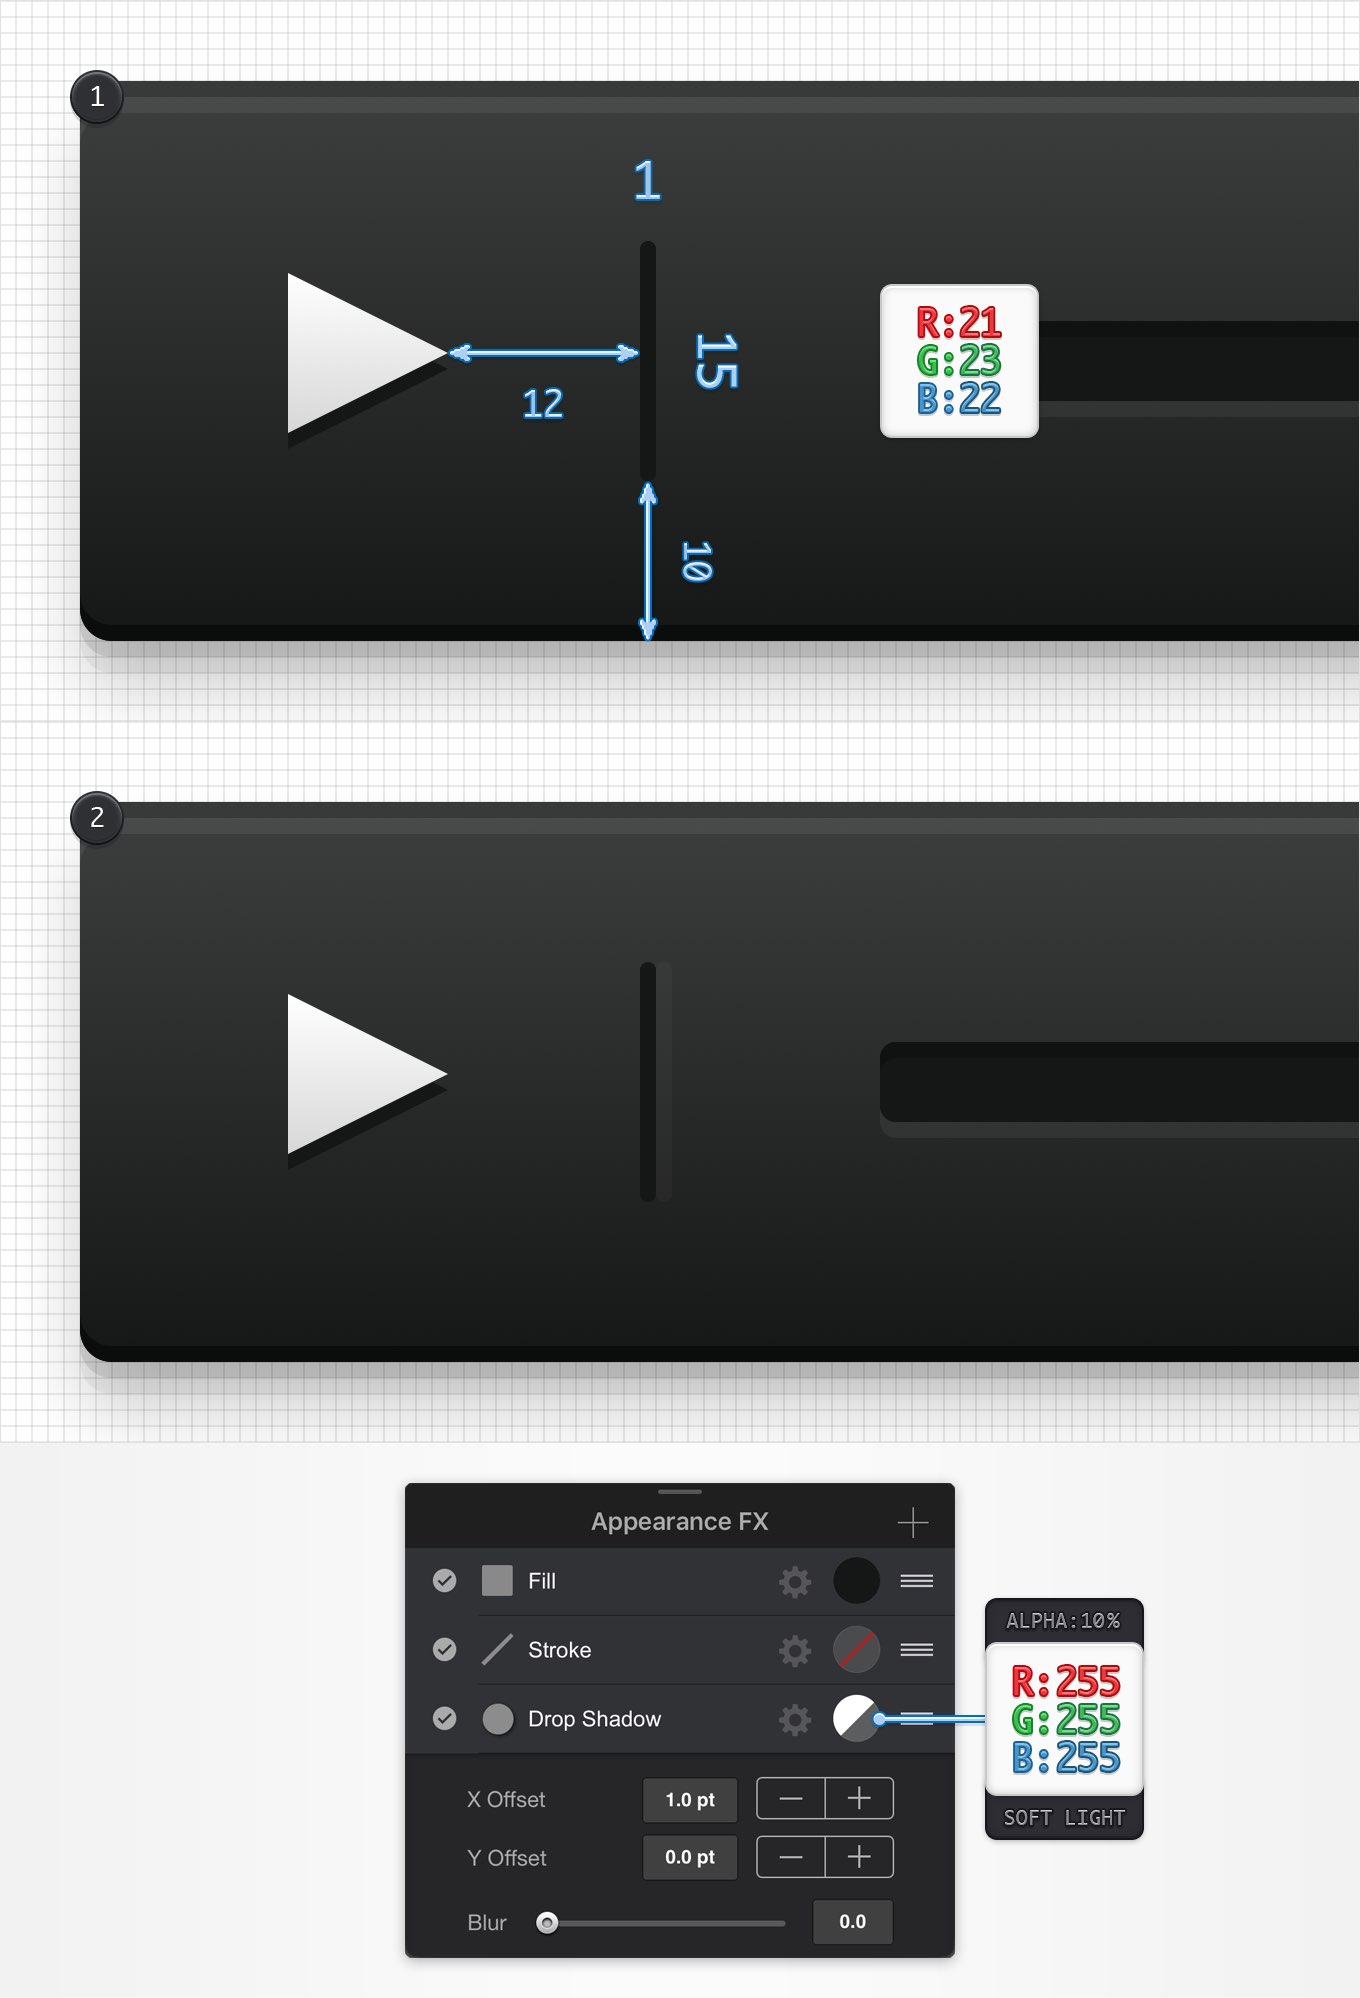 1
1
12
15
10
R:21
G:23
B:22
2
Appearance FX
Fill
Stroke
Drop Shadow
X Offset
1.0 pt
Y Offset
0.0 pt
Blur
0.0
ALPHA:10%
R:255
G:255
B:255
SOFT LIGHT